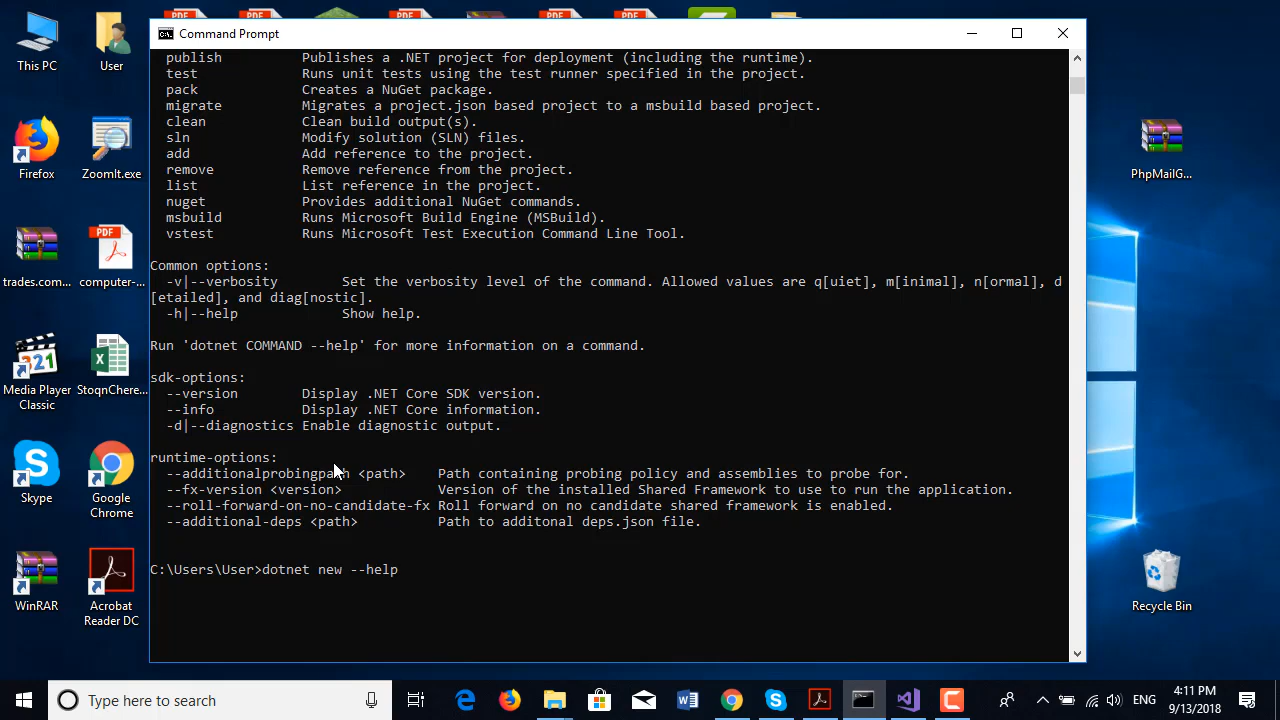 Command Prompt
publish Publishes a .NET project for deployment (including the runtime).
test Runs unit tests using the test runner specified in the project.
pack Creates a NuGet package.
migrate Migrates a project.json based project to a msbuild based project.
clean Clean build output(s).
sln Modify solution (SLN) files.
add Add reference to the project.
remove Remove reference from the project.
list List reference in the project.
nuget Provides additional NuGet commands.
msbuild Runs Microsoft Build Engine (MSBuild).
vstest Runs Microsoft Test Execution Command Line Tool.
Common options:
-v|--verbosity Set the verbosity level of the command. Allowed values are q[uiet], m[inimal], n[ormal], d
[etailed], and diag[nostic].
-h|--help Show help.
Run 'dotnet COMMAND --help' for more information on a command.
sdk-options:
--version Display .NET Core SDK version.
--info Display .NET Core information.
-d|--diagnostics Enable diagnostic output.
runtime-options:
--additionalprobingpath <path> Path containing probing policy and assemblies to probe for.
--fx-version <version> Version of the installed Shared Framework to use to run the application.
--roll-forward-on-no-candidate-fx Roll forward on no candidate shared framework is enabled.
--additional-deps <path> Path to additonal deps.json file.
C:\Users\User>dotnet new --help
This PC
User
Firefox
ZoomIt.exe
PDF
trades.com...
computer-...
321
Media Player
Classic
StoqnChere...
Skype
Google
Chrome
WinRAR
Acrobat
Reader DC
PhpMailG...
Recycle Bin
Type here to search
ENG
4:11 PM
9/13/2018